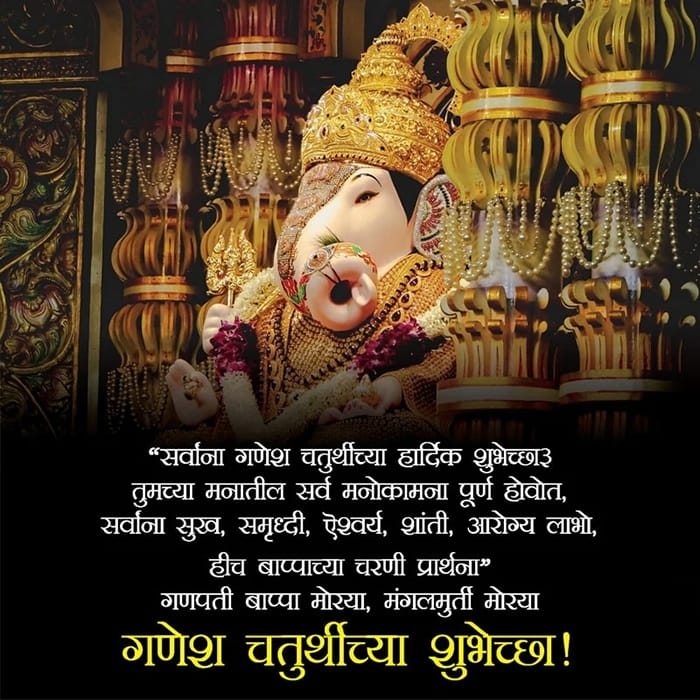 “सर्वांना गणेश चतुर्थीच्या हार्दिक शुभेच्छा३
तुमच्या मनातील सर्व मनोकामना पूर्ण होवोत,
सर्वांना सुख, समृध्दी, ऐश्वर्य, शांती, आरोग्य लाभो,
हीच बाप्पाच्या चरणी प्रार्थना”
गणपती बाप्पा मोरया, मंगलमुर्ती मोरया
गणेश चतुर्थीच्या शुभेच्छा!